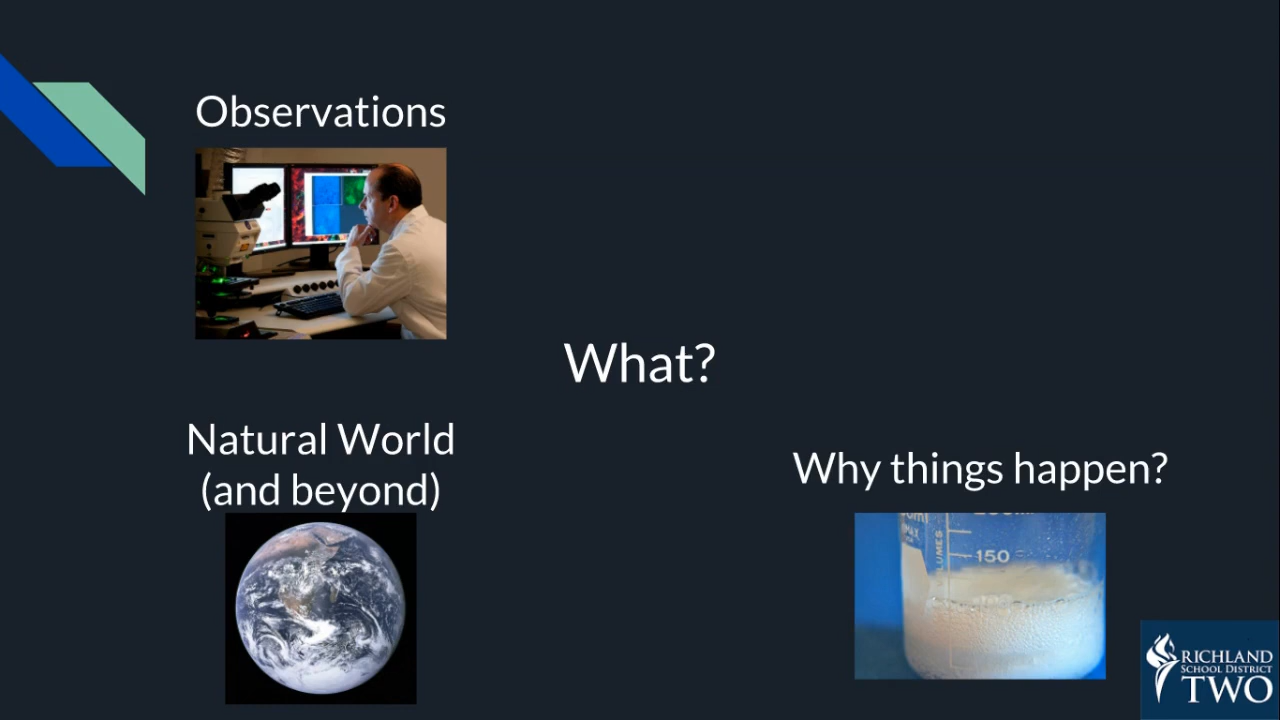 Observations
What?
Natural World
(and beyond)
Why things happen?
150
RICHLAND
SCHOOL DISTRICT
TWO